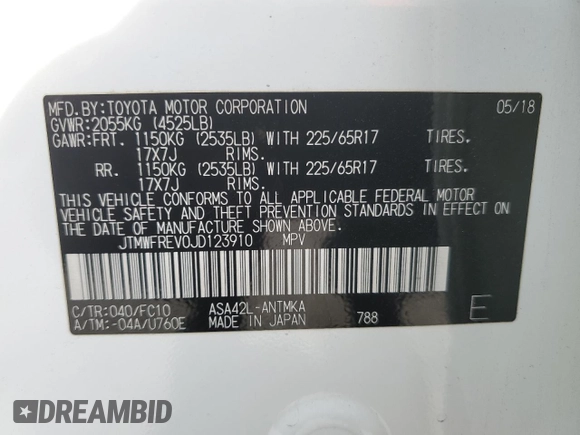 MFD.BY:TOYOTA MOTOR CORPORATION 05/18
GVWR:2055KG (4525LB)
GAWR:FRT. 1150KG (2535LB) WITH 225/65R17 TIRES.
17X7J RIMS.
RR. 1150KG (2535LB) WITH 225/65R17 TIRES.
17X7J RIMS.
THIS VEHICLE CONFORMS TO ALL APPLICABLE FEDERAL MOTOR
VEHICLE SAFETY AND THEFT PREVENTION STANDARDS IN EFFECT ON
THE DATE OF MANUFACTURE SHOWN ABOVE.
JTMWFREV0JD123910 MPV
C/TR:040/FC10 ASA42L-ANTMKA
A/TM:-04A/U760E MADE IN JAPAN 788 E
DREAMBID